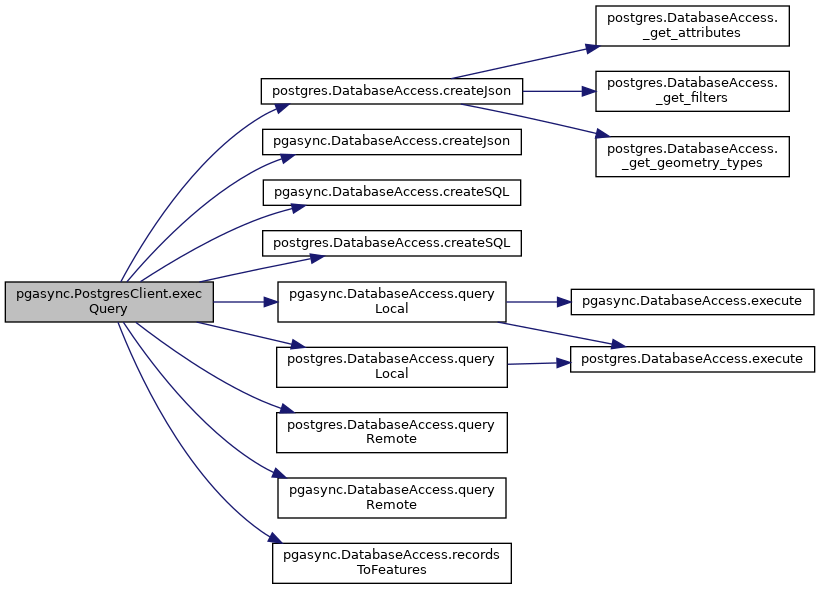 pgasync.PostgresClient.exec
Query
postgres.DatabaseAccess.createJson
pgasync.DatabaseAccess.createJson
pgasync.DatabaseAccess.createSQL
postgres.DatabaseAccess.createSQL
pgasync.DatabaseAccess.query
Local
postgres.DatabaseAccess.query
Local
postgres.DatabaseAccess.query
Remote
pgasync.DatabaseAccess.query
Remote
pgasync.DatabaseAccess.records
ToFeatures
postgres.DatabaseAccess.
_get_attributes
postgres.DatabaseAccess.
_get_filters
postgres.DatabaseAccess.
_get_geometry_types
pgasync.DatabaseAccess.execute
postgres.DatabaseAccess.execute